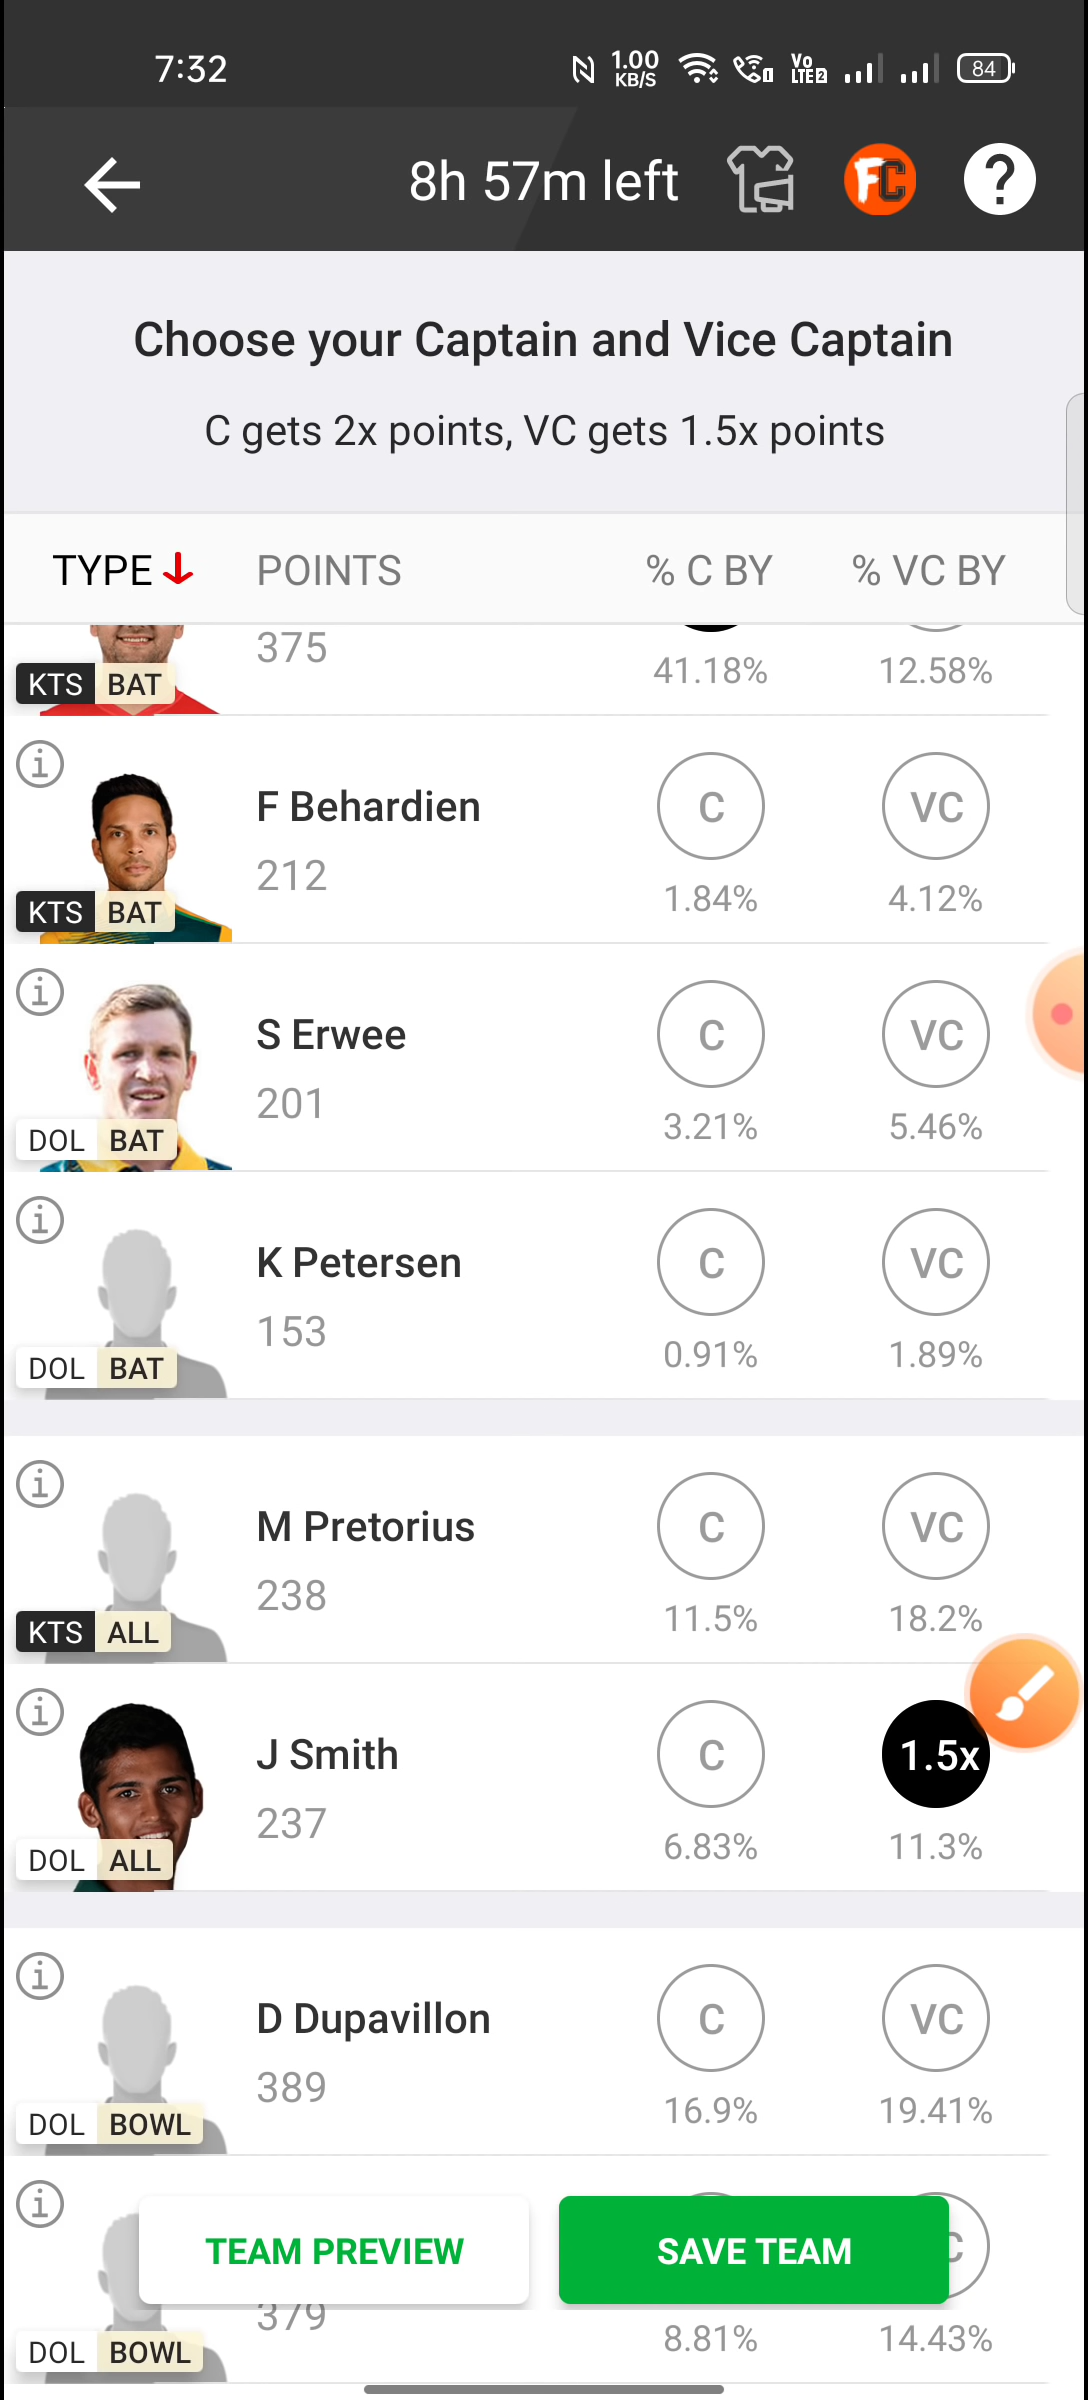 7:32 1.00 KB/S Vo LTE2 84
8h 57m left FC ?
Choose your Captain and Vice Captain
C gets 2x points, VC gets 1.5x points
TYPE POINTS % C BY % VC BY
375 41.18% 12.58%
KTS BAT
F Behardien C VC
212 1.84% 4.12%
KTS BAT
S Erwee C VC
201 3.21% 5.46%
DOL BAT
K Petersen C VC
153 0.91% 1.89%
DOL BAT
M Pretorius C VC
238 11.5% 18.2%
KTS ALL
J Smith C 1.5x
237 6.83% 11.3%
DOL ALL
D Dupavillon C VC
389 16.9% 19.41%
DOL BOWL
TEAM PREVIEW SAVE TEAM C
379 8.81% 14.43%
DOL BOWL